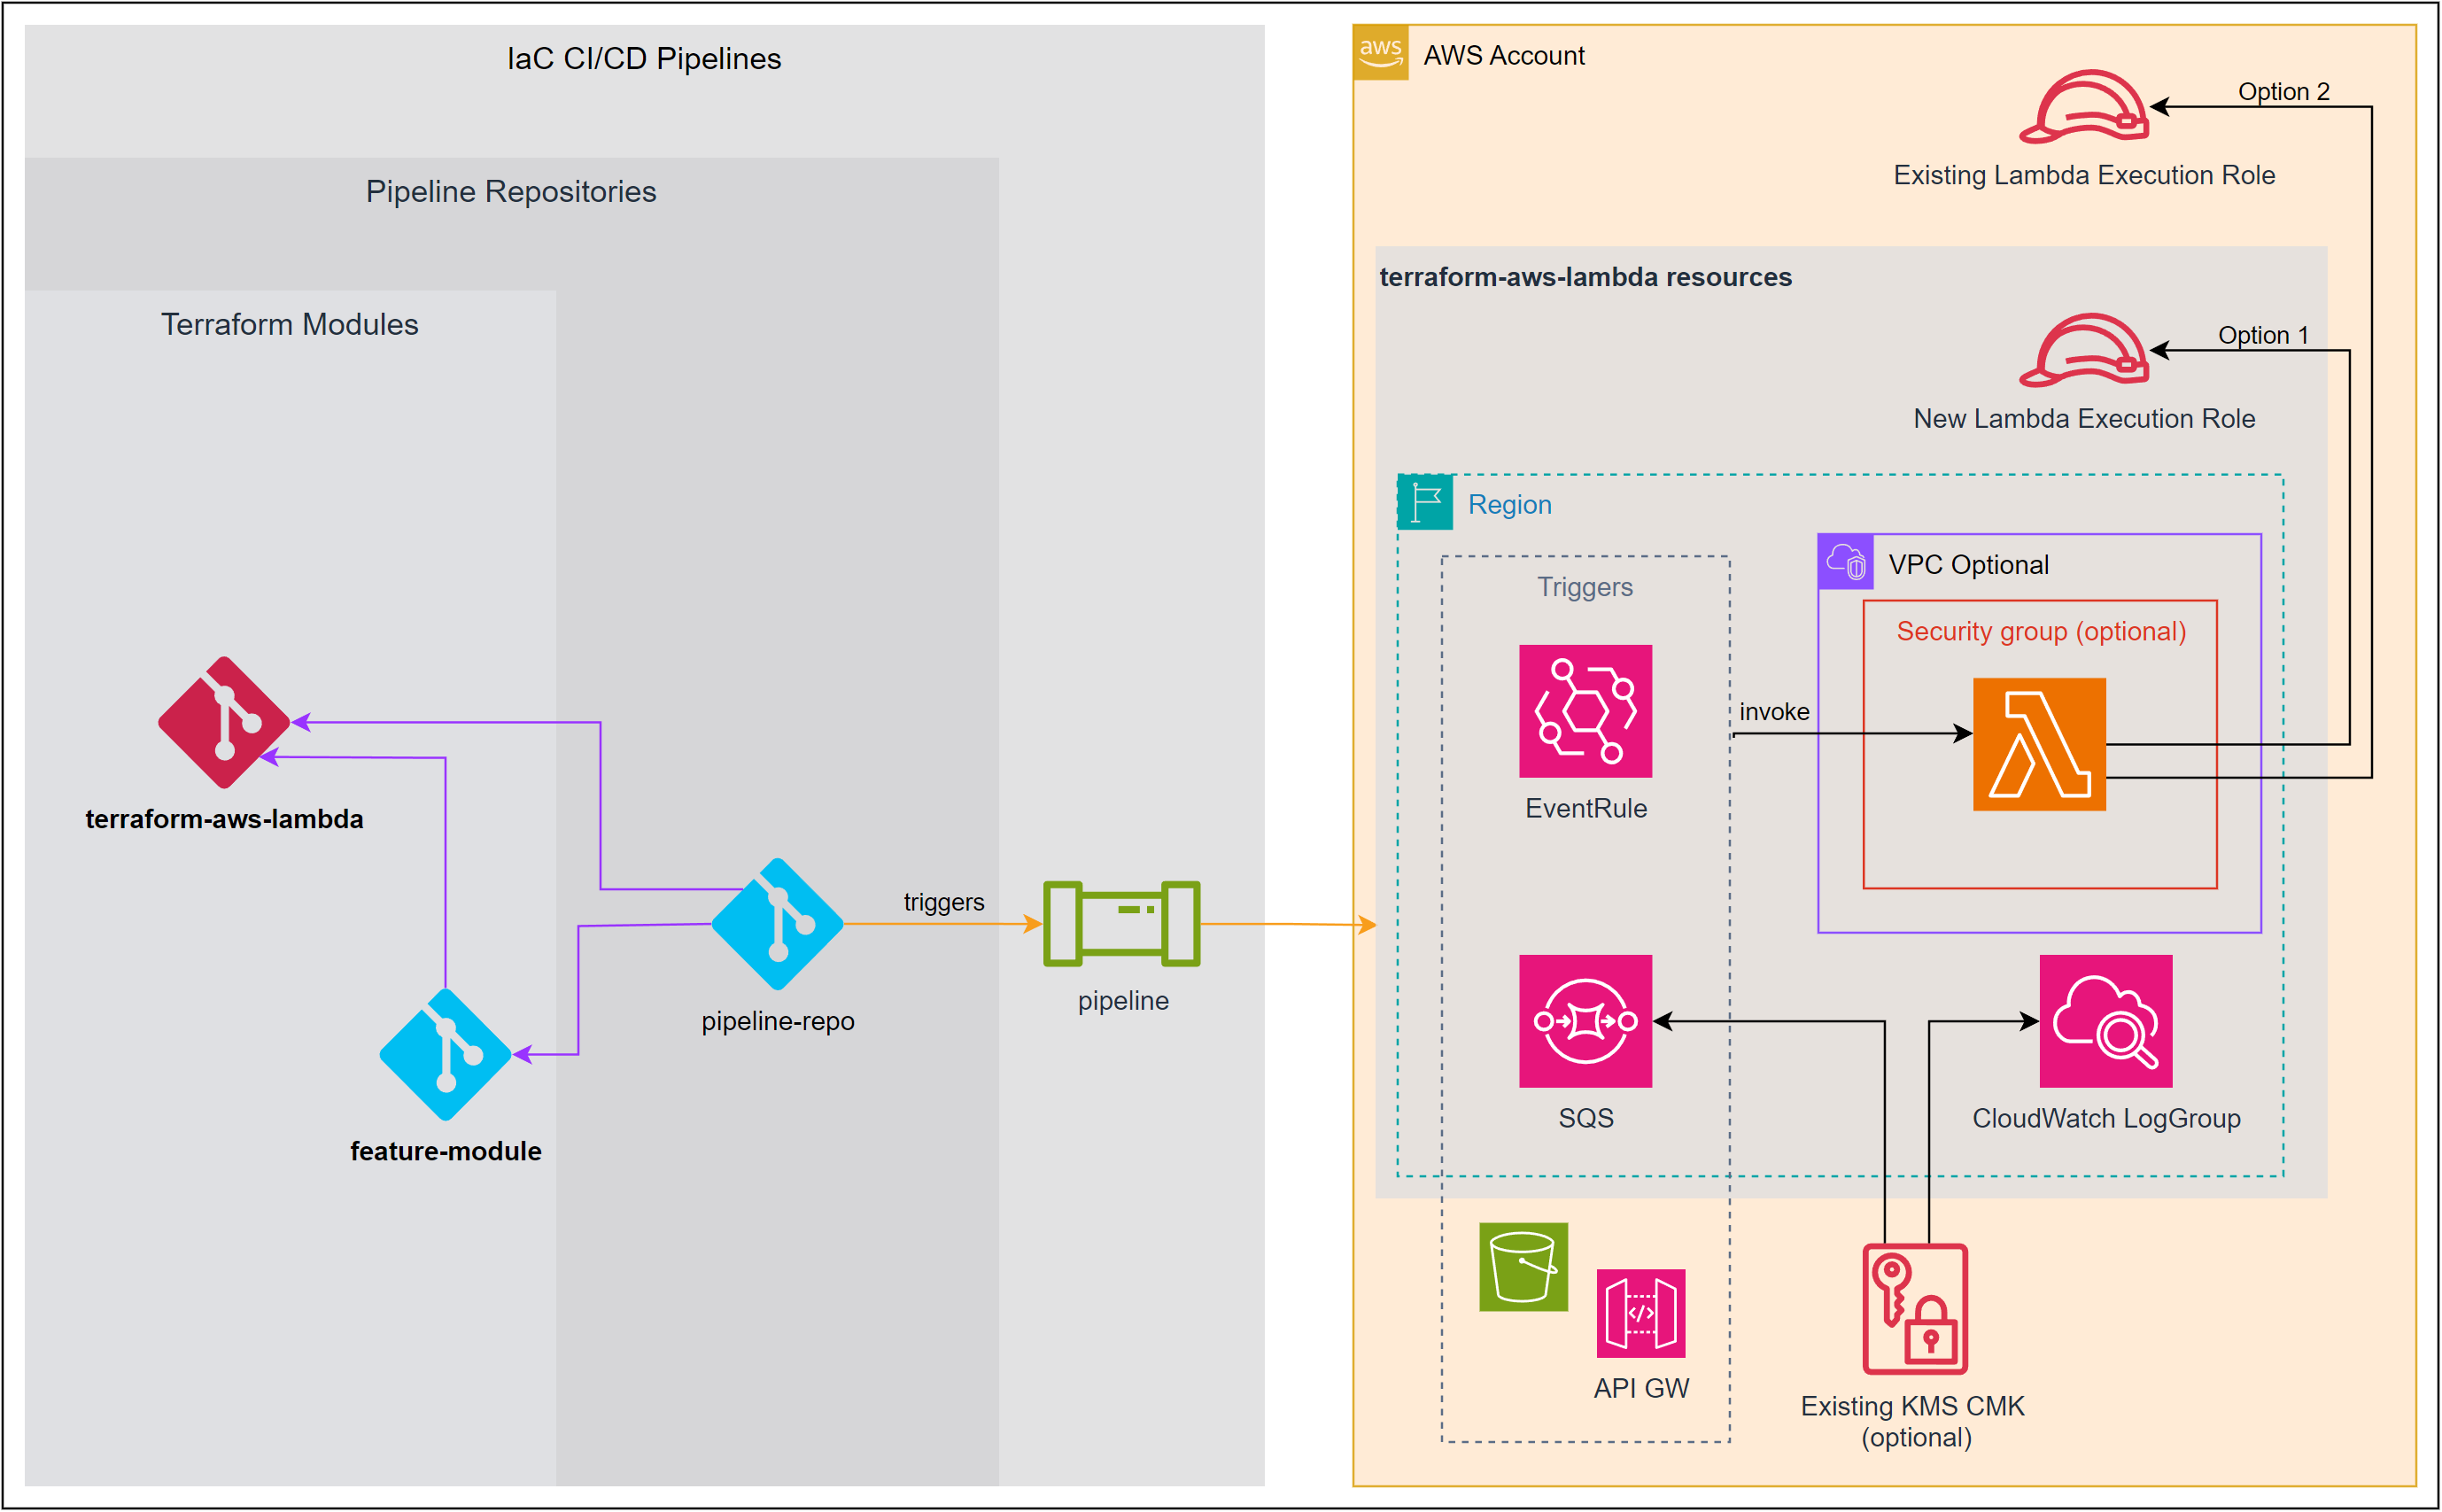 IaC CI/CD Pipelines
Pipeline Repositories
Terraform Modules
terraform-aws-lambda
feature-module
pipeline-repo
triggers
pipeline
aws
AWS Account
Option 2
Existing Lambda Execution Role
terraform-aws-lambda resources
Option 1
New Lambda Execution Role
Region
VPC Optional
Triggers
Security group (optional)
invoke
EventRule
SQS
CloudWatch LogGroup
</>
API GW
Existing KMS CMK
(optional)